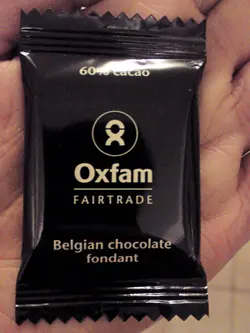 60% cacao
Oxfam
FAIRTRADE
Belgian chocolate
fondant